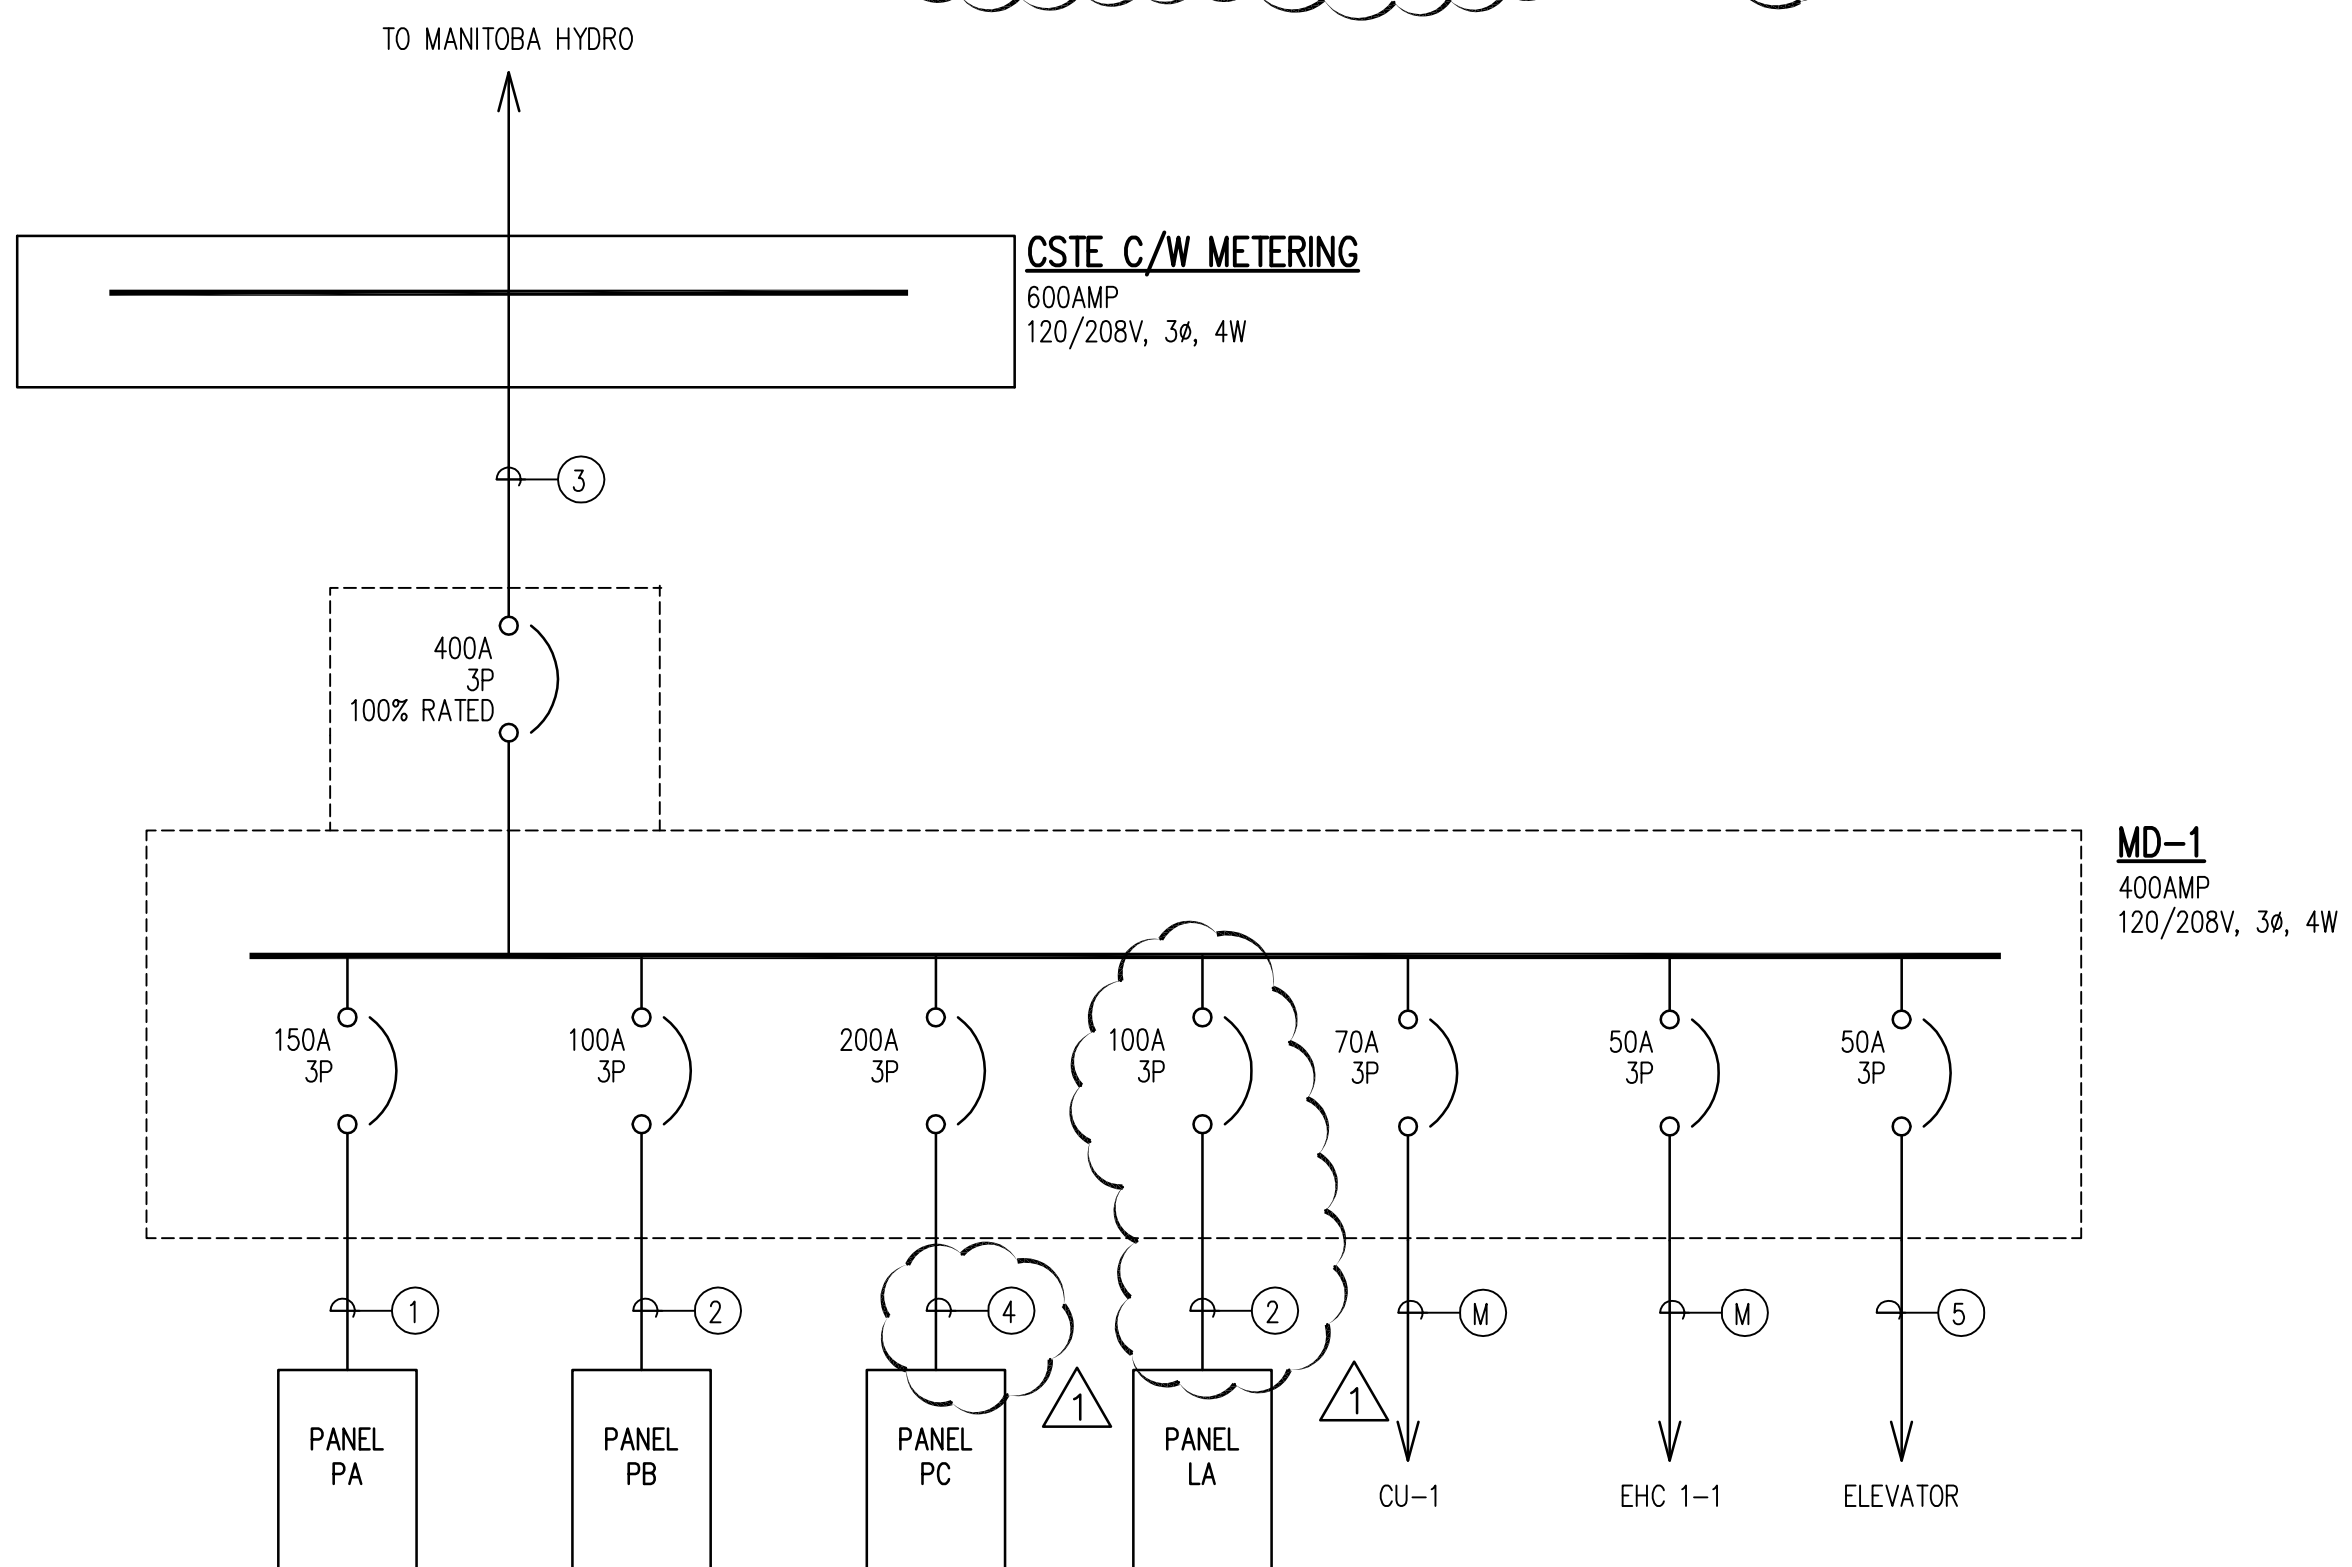 TO MANITOBA HYDRO
CSTE C/W METERING
600AMP
120/208V, 3ø, 4W
3
400A
3P
100% RATED
MD-1
400AMP
120/208V, 3ø, 4W
150A
3P
100A
3P
200A
3P
100A
3P
70A
3P
50A
3P
50A
3P
1
2
4
2
M
M
5
1
1
PANEL
PA
PANEL
PB
PANEL
PC
PANEL
LA
CU-1
EHC 1-1
ELEVATOR